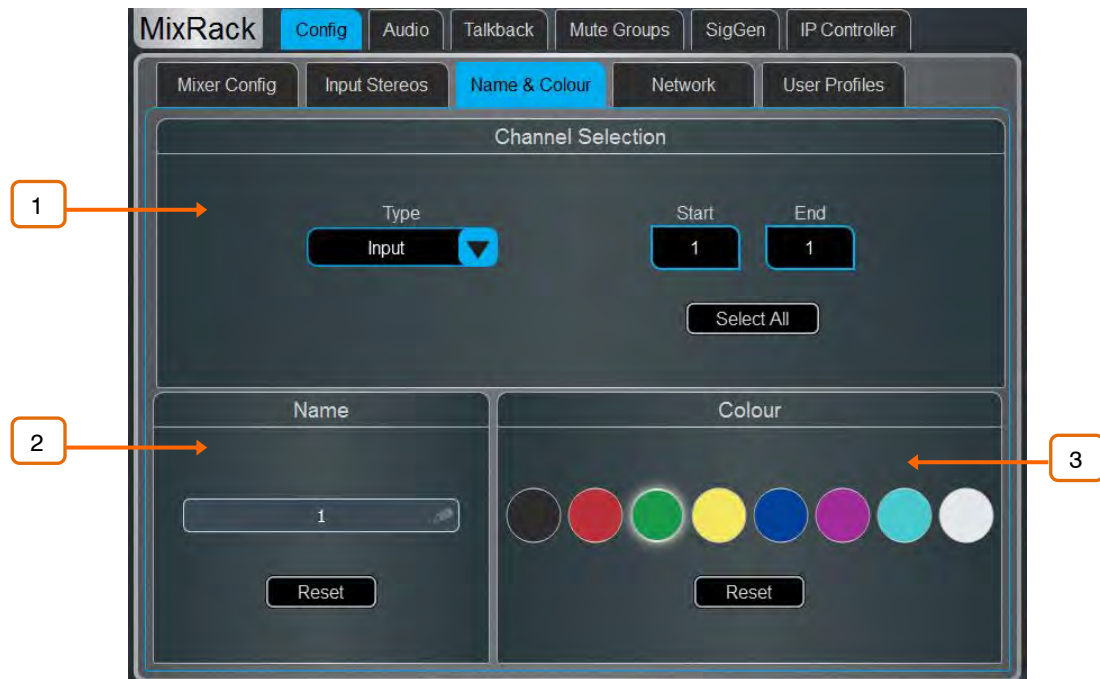 MixRack Config Audio Talkback Mute Groups SigGen IP Controller
Mixer Config Input Stereos Name & Colour Network User Profiles
Channel Selection
1
Type Start End
Input 1 1
Select All
Name Colour
2
3
1
Reset Reset